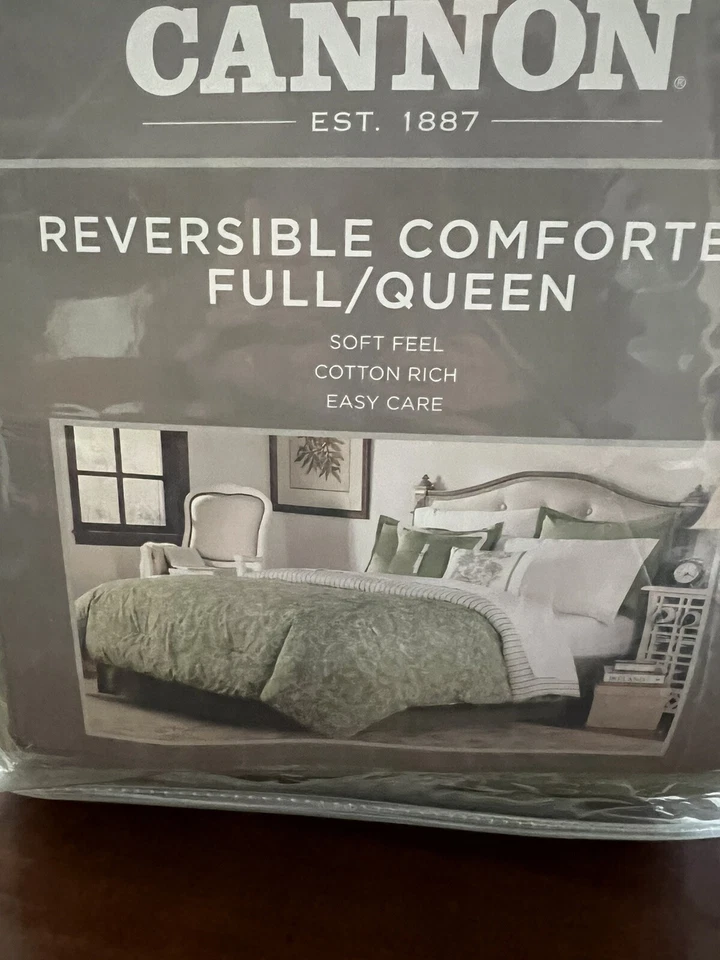 CANNON®
EST. 1887
REVERSIBLE COMFORTE
FULL/QUEEN
SOFT FEEL
COTTON RICH
EASY CARE